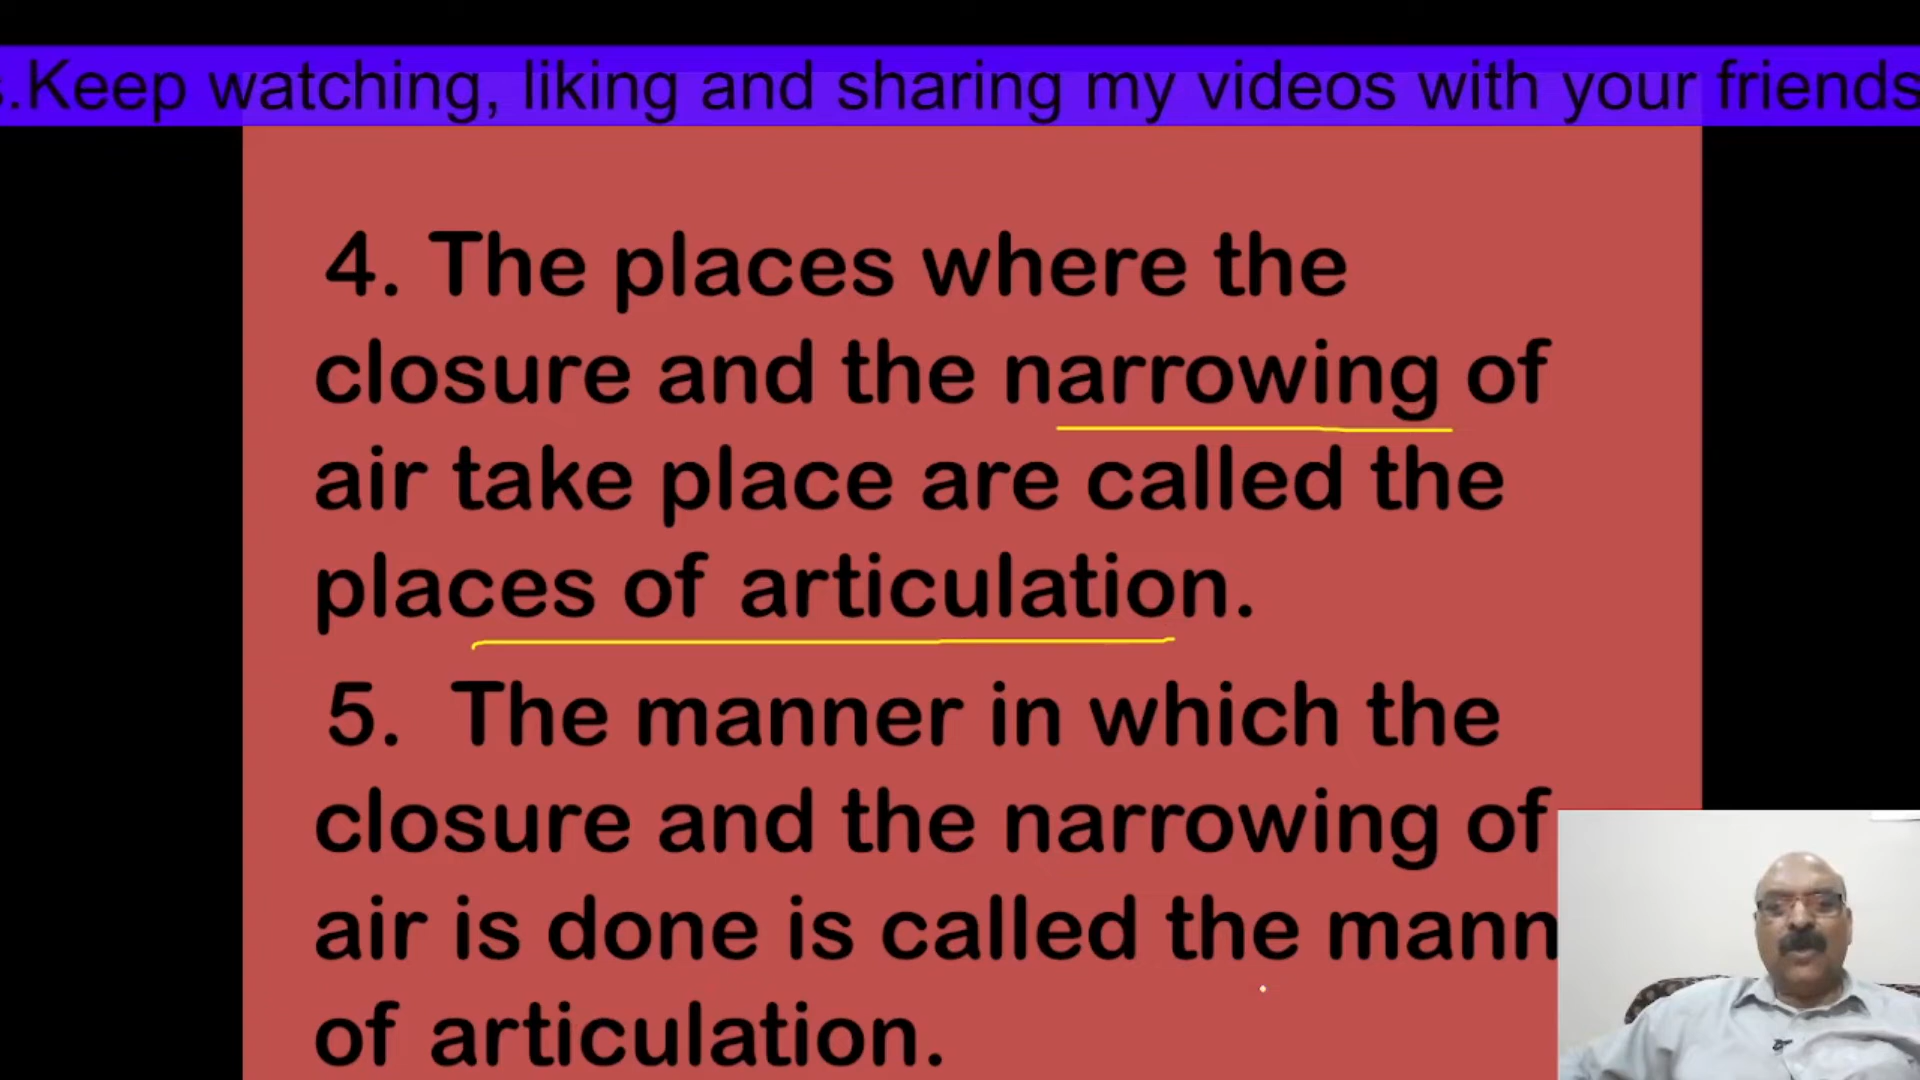 .Keep watching, liking and sharing my videos with your friends
4. The places where the
closure and the narrowing of
air take place are called the
places of articulation.
5. The manner in which the
closure and the narrowing of
air is done is called the mann
of articulation.